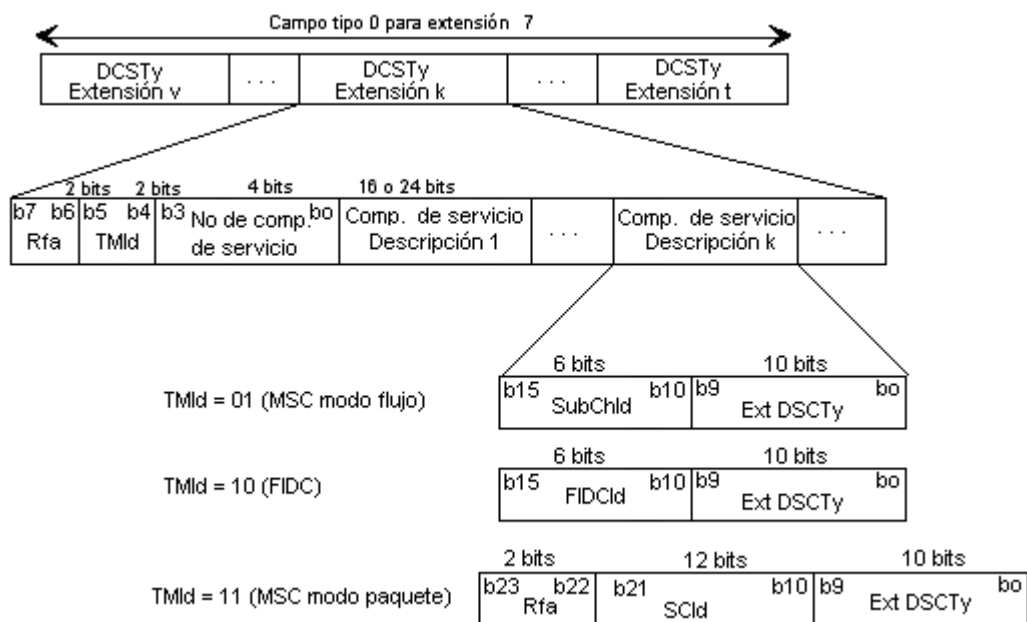 Campo tipo 0 para extensión 7
DCSTy DCSTy DCSTy
Extensión v . . . Extensión k . . . Extensión t
2 bits 2 bits 4 bits 16 o 24 bits
b7 b6 b5 b4 b3 No de comp. bo Comp. de servicio Comp. de servicio
Rfa TMId de servicio Descripción 1 . . . Descripción k . . .
6 bits 10 bits
TMId = 01 (MSC modo flujo) b15 SubChId b10 b9 Ext DSCTy bo
6 bits 10 bits
TMId = 10 (FIDC) b15 FIDCId b10 b9 Ext DSCTy bo
2 bits 12 bits 10 bits
TMId = 11 (MSC modo paquete) b23 Rfa b22 b21 SCId b10 b9 Ext DSCTy bo